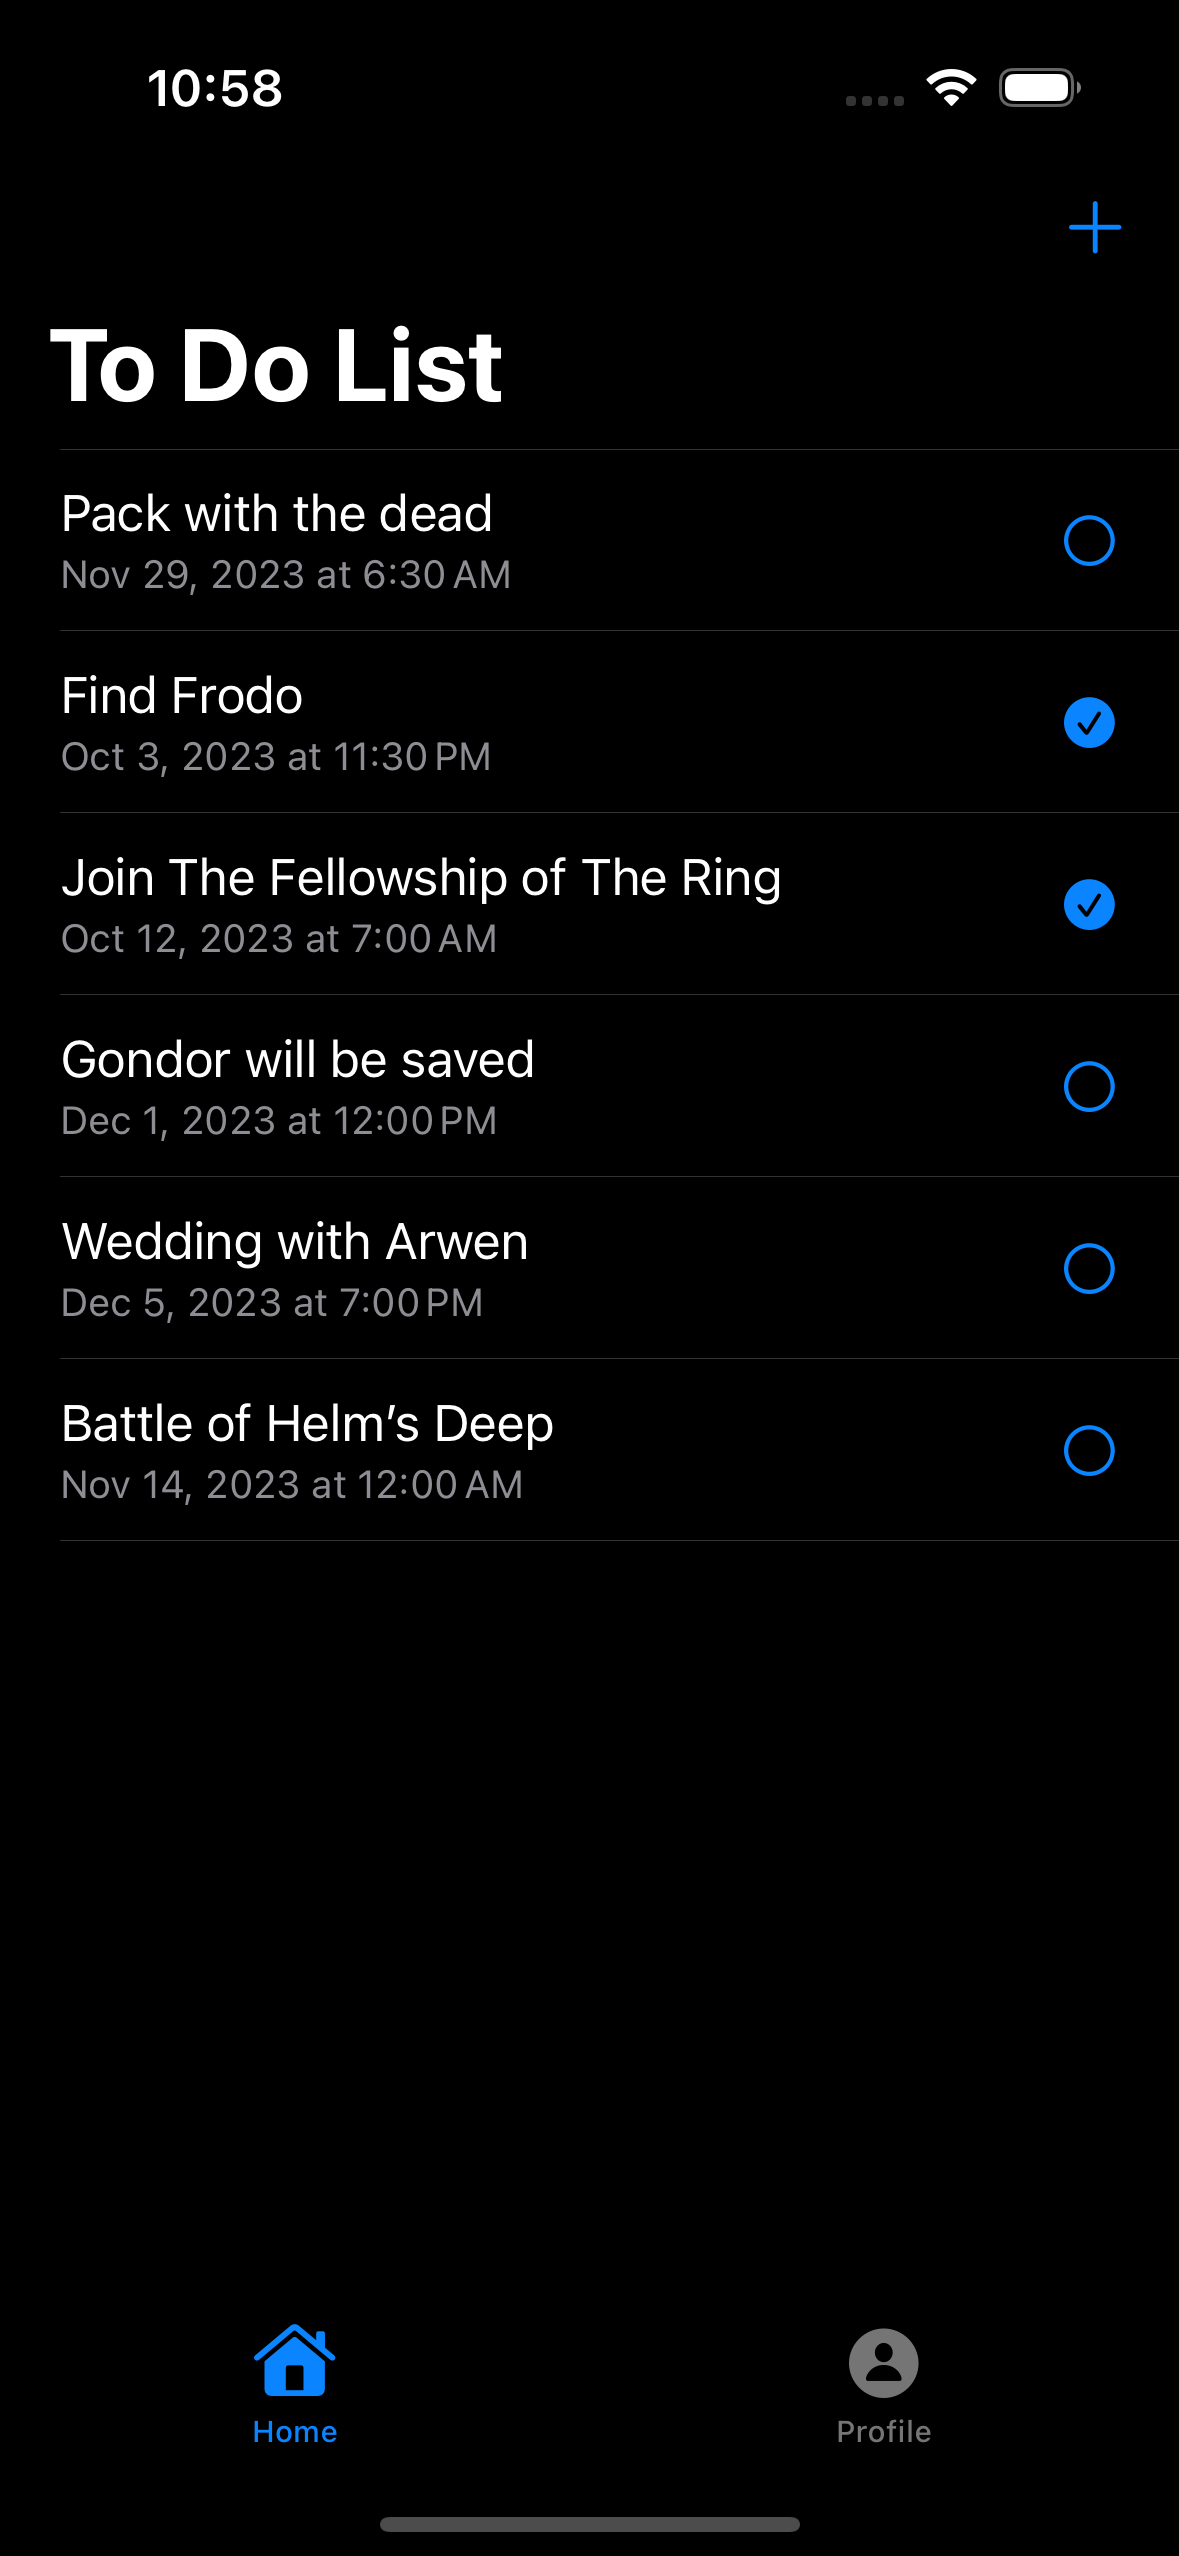 10:58
To Do List
Pack with the dead
Nov 29, 2023 at 6:30 AM
Find Frodo
Oct 3, 2023 at 11:30 PM
Join The Fellowship of The Ring
Oct 12, 2023 at 7:00 AM
Gondor will be saved
Dec 1, 2023 at 12:00 PM
Wedding with Arwen
Dec 5, 2023 at 7:00 PM
Battle of Helm’s Deep
Nov 14, 2023 at 12:00 AM
Home
Profile